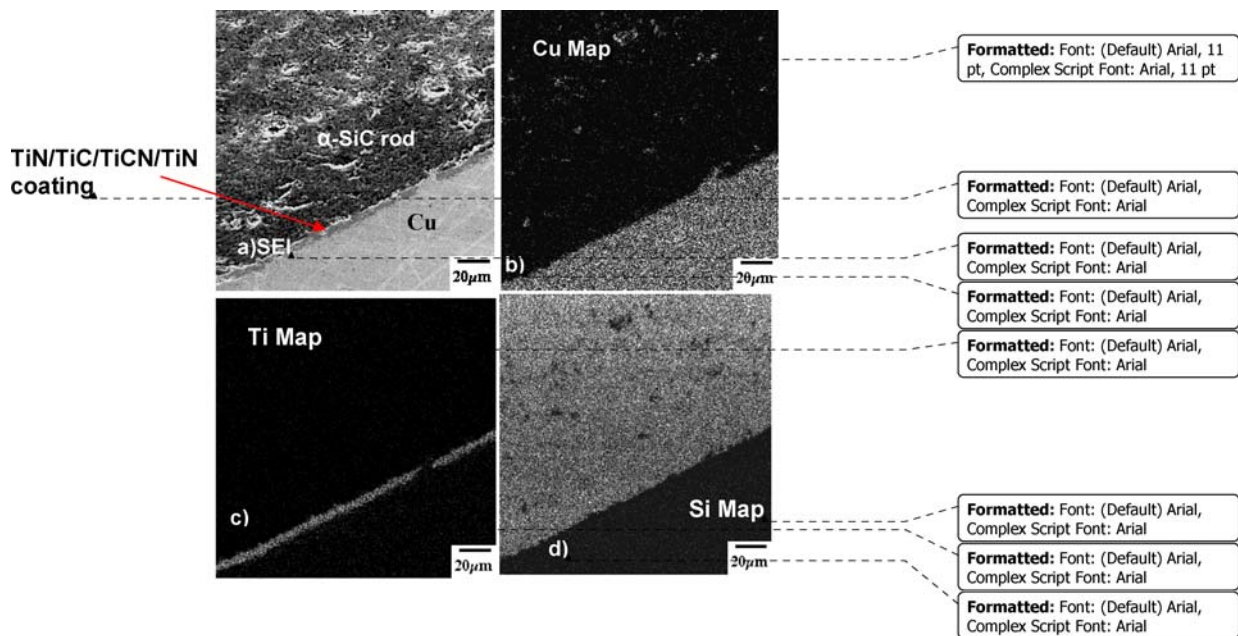 TiN/TiC/TiCN/TiN
coating
α-SiC rod
Cu
a)SEI
20μm
Cu Map
b)
20μm
Ti Map
c)
20μm
Si Map
d)
20μm
Formatted: Font: (Default) Arial, 11
pt, Complex Script Font: Arial, 11 pt
Formatted: Font: (Default) Arial,
Complex Script Font: Arial
Formatted: Font: (Default) Arial,
Complex Script Font: Arial
Formatted: Font: (Default) Arial,
Complex Script Font: Arial
Formatted: Font: (Default) Arial,
Complex Script Font: Arial
Formatted: Font: (Default) Arial,
Complex Script Font: Arial
Formatted: Font: (Default) Arial,
Complex Script Font: Arial
Formatted: Font: (Default) Arial,
Complex Script Font: Arial